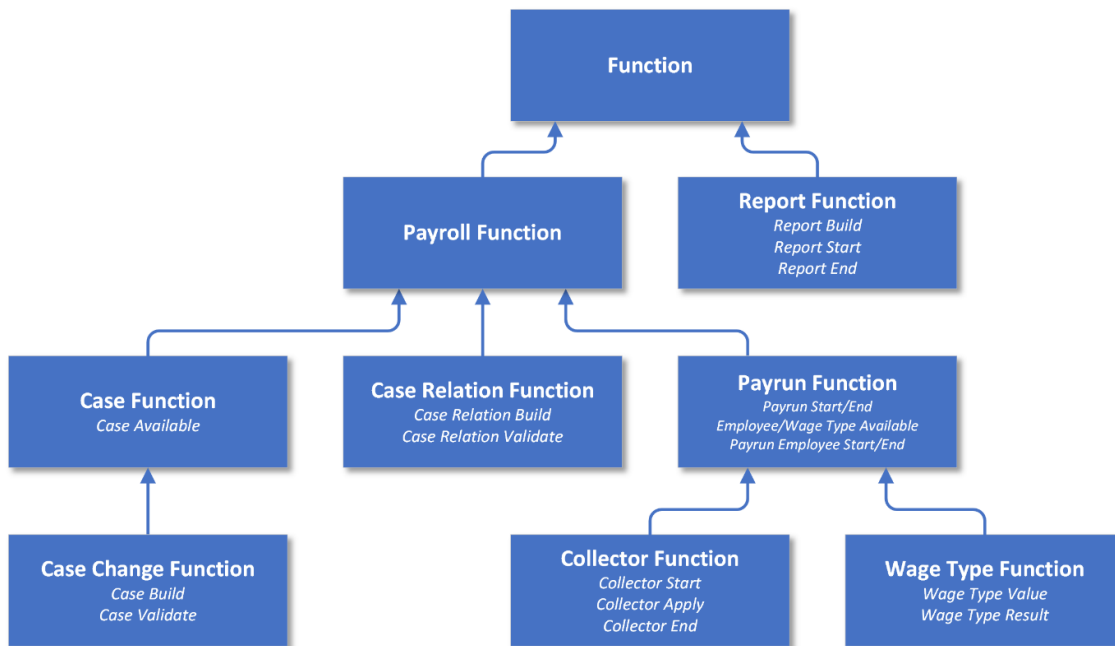 Function
Payroll Function
Report Function
Report Build
Report Start
Report End
Case Function
Case Available
Case Relation Function
Case Relation Build
Case Relation Validate
Payrun Function
Payrun Start/End
Employee/Wage Type Available
Payrun Employee Start/End
Case Change Function
Case Build
Case Validate
Collector Function
Collector Start
Collector Apply
Collector End
Wage Type Function
Wage Type Value
Wage Type Result